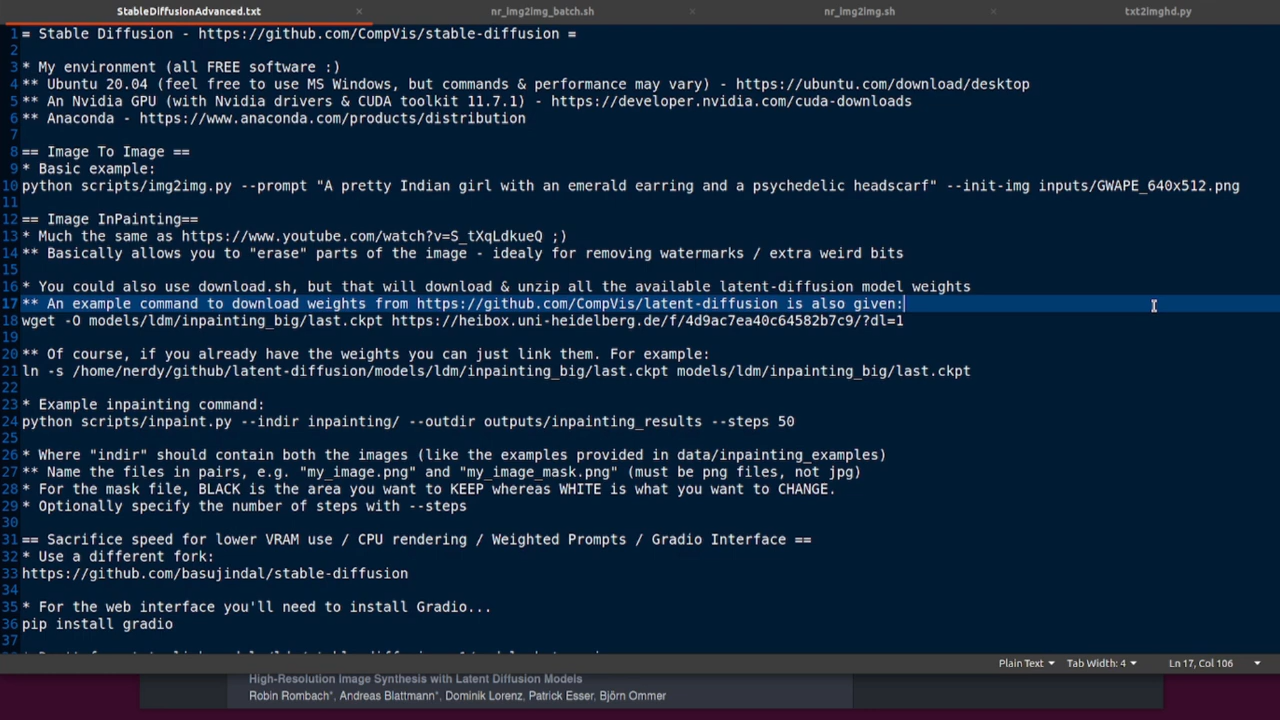 StableDiffusionAdvanced.txt × nr_img2img_batch.sh × nr_img2img.sh × txt2imghd.py
1 = Stable Diffusion - https://github.com/CompVis/stable-diffusion =
2
3 * My environment (all FREE software :)
4 ** Ubuntu 20.04 (feel free to use MS Windows, but commands & performance may vary) - https://ubuntu.com/download/desktop
5 ** An Nvidia GPU (with Nvidia drivers & CUDA toolkit 11.7.1) - https://developer.nvidia.com/cuda-downloads
6 ** Anaconda - https://www.anaconda.com/products/distribution
7
8 == Image To Image ==
9 * Basic example:
10 python scripts/img2img.py --prompt "A pretty Indian girl with an emerald earring and a psychedelic headscarf" --init-img inputs/GWAPE_640x512.png
11
12 == Image InPainting==
13 * Much the same as https://www.youtube.com/watch?v=S_tXqLdkueQ ;)
14 ** Basically allows you to "erase" parts of the image - idealy for removing watermarks / extra weird bits
15
16 * You could also use download.sh, but that will download & unzip all the available latent-diffusion model weights
17 ** An example command to download weights from https://github.com/CompVis/latent-diffusion is also given:
18 wget -O models/ldm/inpainting_big/last.ckpt https://heibox.uni-heidelberg.de/f/4d9ac7ea40c64582b7c9/?dl=1
19
20 ** Of course, if you already have the weights you can just link them. For example:
21 ln -s /home/nerdy/github/latent-diffusion/models/ldm/inpainting_big/last.ckpt models/ldm/inpainting_big/last.ckpt
22
23 * Example inpainting command:
24 python scripts/inpaint.py --indir inpainting/ --outdir outputs/inpainting_results --steps 50
25
26 * Where "indir" should contain both the images (like the examples provided in data/inpainting_examples)
27 ** Name the files in pairs, e.g. "my_image.png" and "my_image_mask.png" (must be png files, not jpg)
28 * For the mask file, BLACK is the area you want to KEEP whereas WHITE is what you want to CHANGE.
29 * Optionally specify the number of steps with --steps
30
31 == Sacrifice speed for lower VRAM use / CPU rendering / Weighted Prompts / Gradio Interface ==
32 * Use a different fork:
33 https://github.com/basujindal/stable-diffusion
34
35 * For the web interface you'll need to install Gradio...
36 pip install gradio
37
Plain Text Tab Width: 4 Ln 17, Col 106
High-Resolution Image Synthesis with Latent Diffusion Models
Robin Rombach*, Andreas Blattmann*, Dominik Lorenz, Patrick Esser, Björn Ommer